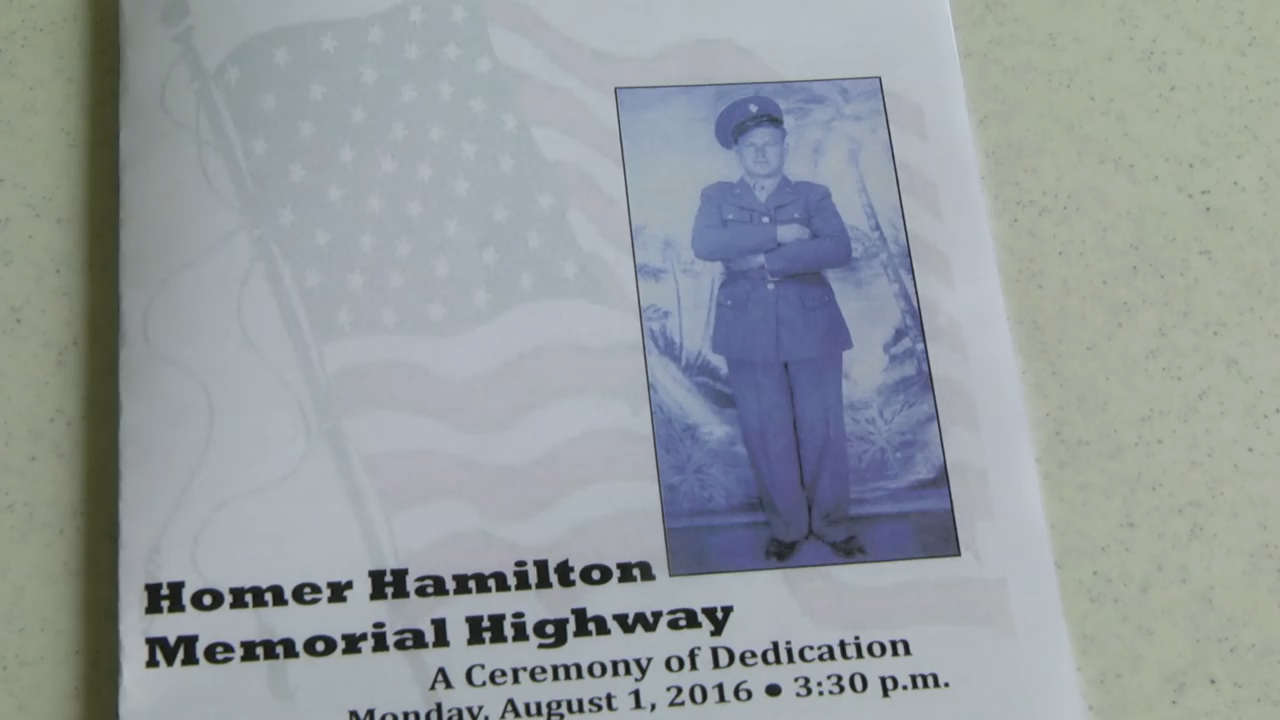 Homer Hamilton
Memorial Highway
A Ceremony of Dedication
Monday, August 1, 2016 • 3:30 p.m.